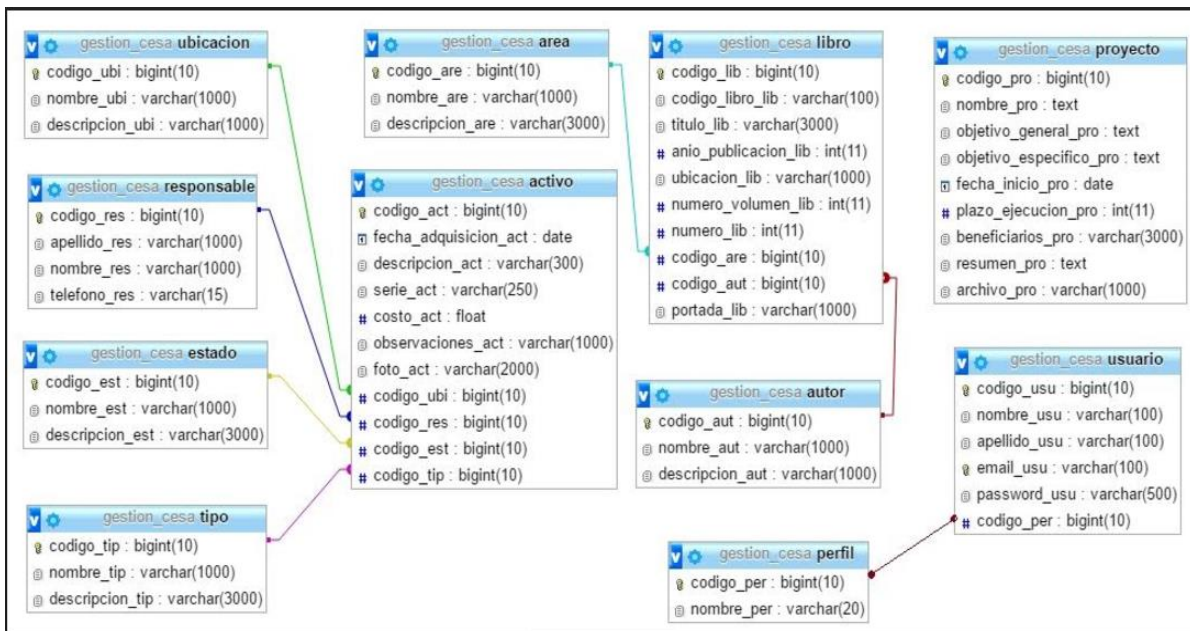 gestion_cesa ubicacion
codigo_ubi : bigint(10)
nombre_ubi : varchar(1000)
descripcion_ubi : varchar(1000)
gestion_cesa responsable
codigo_res : bigint(10)
apellido_res : varchar(1000)
nombre_res : varchar(1000)
telefono_res : varchar(15)
gestion_cesa estado
codigo_est : bigint(10)
nombre_est : varchar(1000)
descripcion_est : varchar(3000)
gestion_cesa tipo
codigo_tip : bigint(10)
nombre_tip : varchar(1000)
descripcion_tip : varchar(3000)
gestion_cesa area
codigo_are : bigint(10)
nombre_are : varchar(1000)
descripcion_are : varchar(3000)
gestion_cesa activo
codigo_act : bigint(10)
fecha_adquisicion_act : date
descripcion_act : varchar(300)
serie_act : varchar(250)
# costo_act : float
observaciones_act : varchar(1000)
foto_act : varchar(2000)
# codigo_ubi : bigint(10)
# codigo_res : bigint(10)
# codigo_est : bigint(10)
# codigo_tip : bigint(10)
gestion_cesa libro
codigo_lib : bigint(10)
codigo_libro_lib : varchar(100)
titulo_lib : varchar(3000)
# anio_publicacion_lib : int(11)
ubicacion_lib : varchar(1000)
# numero_volumen_lib : int(11)
# numero_lib : int(11)
# codigo_are : bigint(10)
# codigo_aut : bigint(10)
portada_lib : varchar(1000)
gestion_cesa autor
codigo_aut : bigint(10)
nombre_aut : varchar(1000)
descripcion_aut : varchar(1000)
gestion_cesa perfil
codigo_per : bigint(10)
nombre_per : varchar(20)
gestion_cesa proyecto
codigo_pro : bigint(10)
nombre_pro : text
objetivo_general_pro : text
objetivo_especifico_pro : text
fecha_inicio_pro : date
# plazo_ejecucion_pro : int(11)
beneficiarios_pro : varchar(3000)
resumen_pro : text
archivo_pro : varchar(1000)
gestion_cesa usuario
codigo_usu : bigint(10)
nombre_usu : varchar(100)
apellido_usu : varchar(100)
email_usu : varchar(100)
password_usu : varchar(500)
# codigo_per : bigint(10)